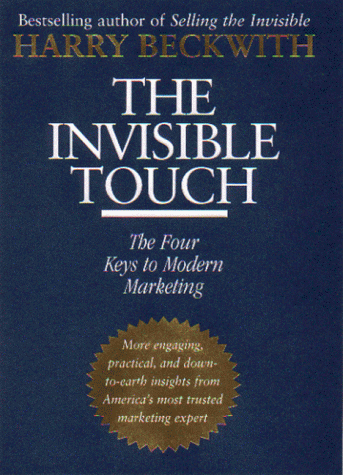 Bestselling author of Selling the Invisible
HARRY BECKWITH
THE
INVISIBLE
TOUCH
The Four
Keys to Modern
Marketing
More engaging,
practical, and down-
to-earth insights from
America's most trusted
marketing expert